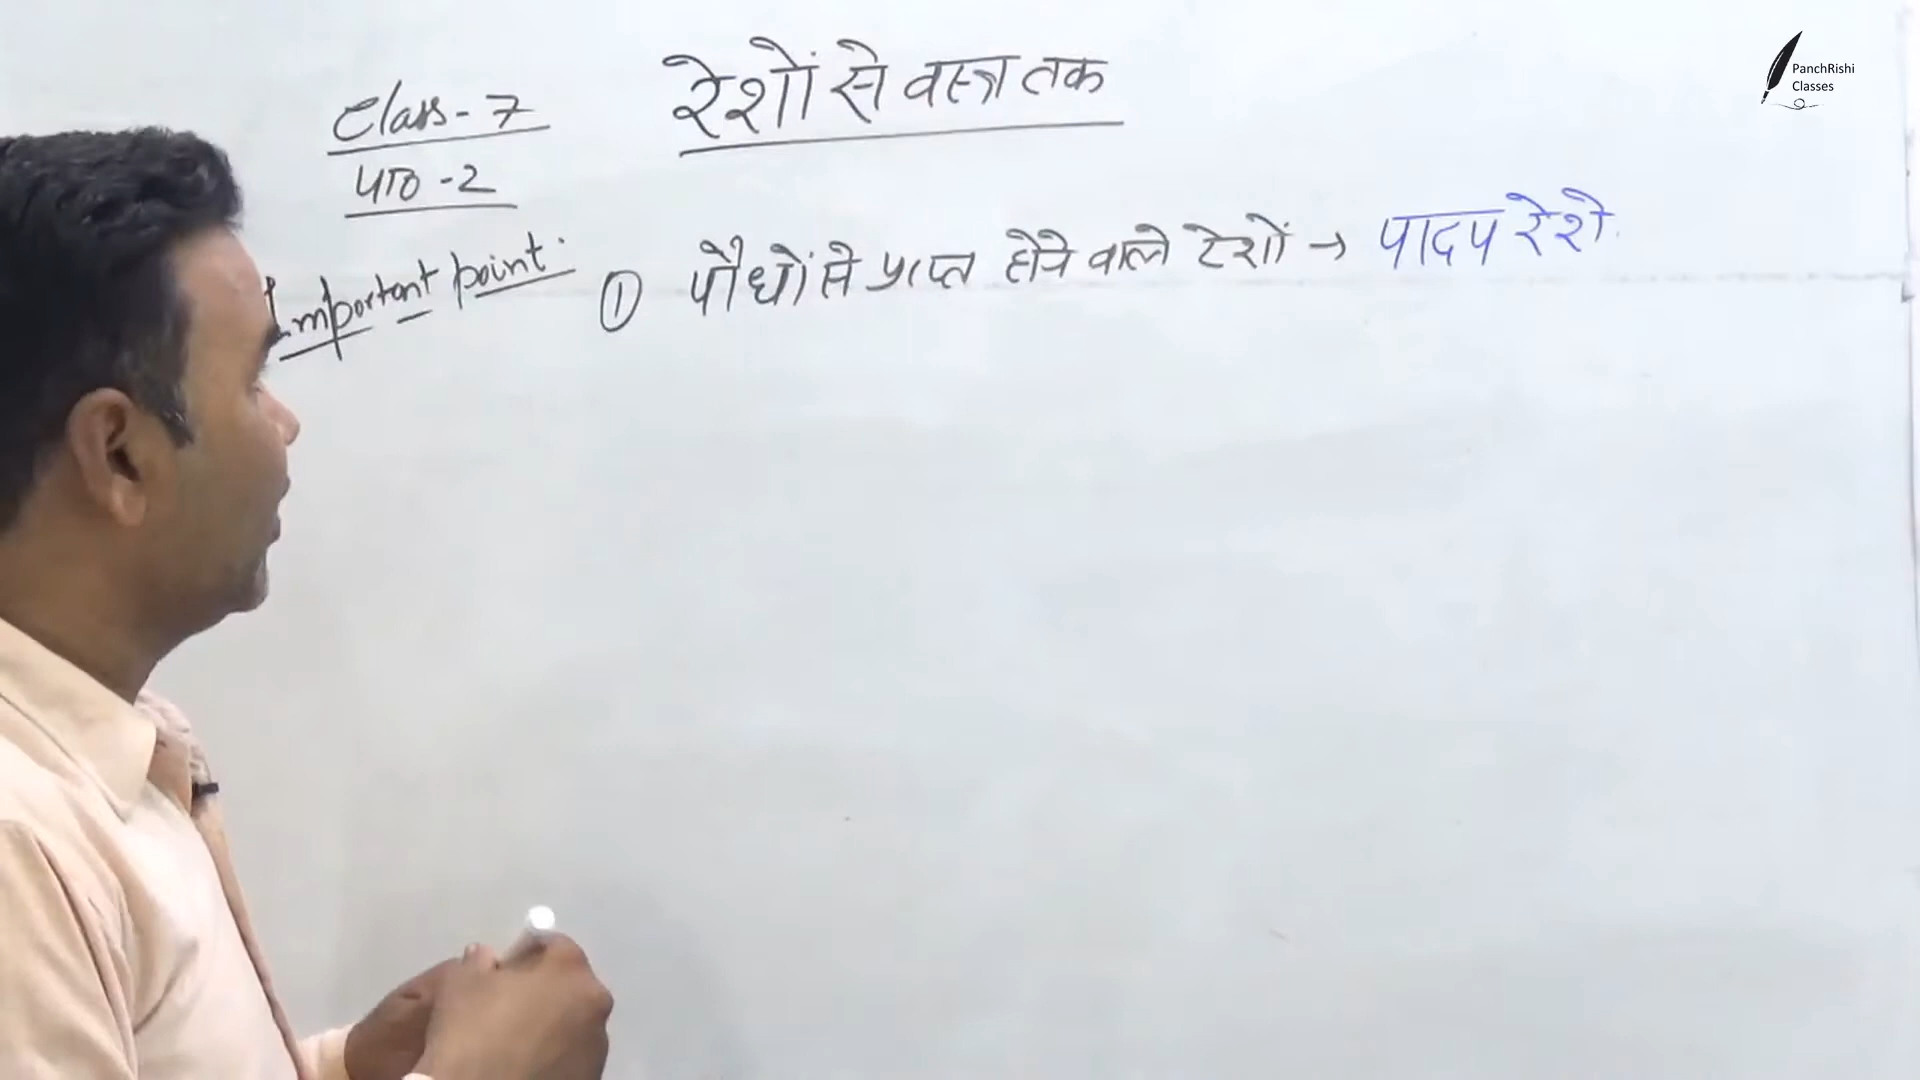 रेशों से वस्त्र तक
Class - 7
पाठ - 2
Important point.
① पौधों से प्राप्त होने वाले रेशों → पादप रेशे.
PanchRishi
Classes